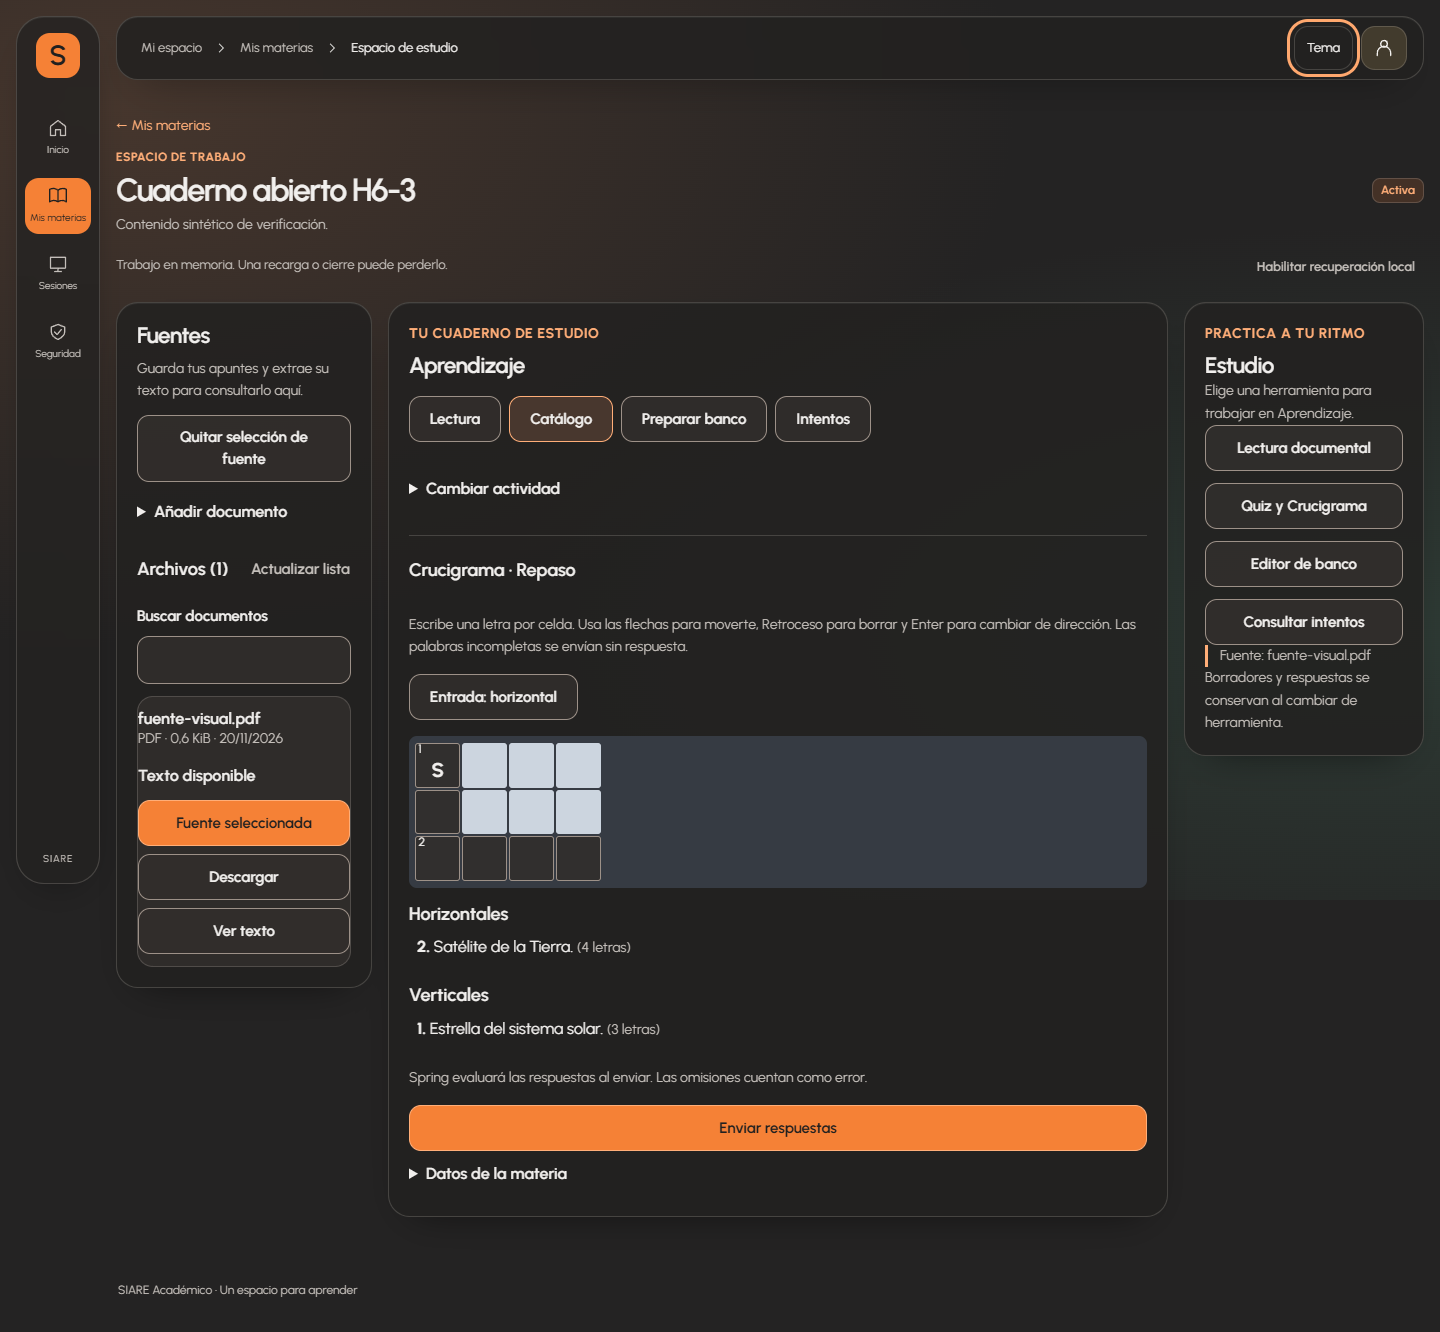 S
Inicio
Mis materias
Sesiones
Seguridad
SIARE
Mi espacio
Mis materias
Espacio de estudio
Tema
← Mis materias
ESPACIO DE TRABAJO
Cuaderno abierto H6-3
Activa
Contenido sintético de verificación.
Trabajo en memoria. Una recarga o cierre puede perderlo.
Habilitar recuperación local
Fuentes
Guarda tus apuntes y extrae su
texto para consultarlo aquí.
Quitar selección de
fuente
Añadir documento
Archivos (1)
Actualizar lista
Buscar documentos
fuente-visual.pdf
PDF · 0,6 KiB · 20/11/2026
Texto disponible
Fuente seleccionada
Descargar
Ver texto
TU CUADERNO DE ESTUDIO
Aprendizaje
Lectura
Catálogo
Preparar banco
Intentos
Cambiar actividad
Crucigrama · Repaso
Escribe una letra por celda. Usa las flechas para moverte, Retroceso para borrar y Enter para cambiar de dirección. Las
palabras incompletas se envían sin respuesta.
Entrada: horizontal
1
S
2
Horizontales
2. Satélite de la Tierra. (4 letras)
Verticales
1. Estrella del sistema solar. (3 letras)
Spring evaluará las respuestas al enviar. Las omisiones cuentan como error.
Enviar respuestas
Datos de la materia
PRACTICA A TU RITMO
Estudio
Elige una herramienta para
trabajar en Aprendizaje.
Lectura documental
Quiz y Crucigrama
Editor de banco
Consultar intentos
Fuente: fuente-visual.pdf
Borradores y respuestas se
conservan al cambiar de
herramienta.
SIARE Académico · Un espacio para aprender